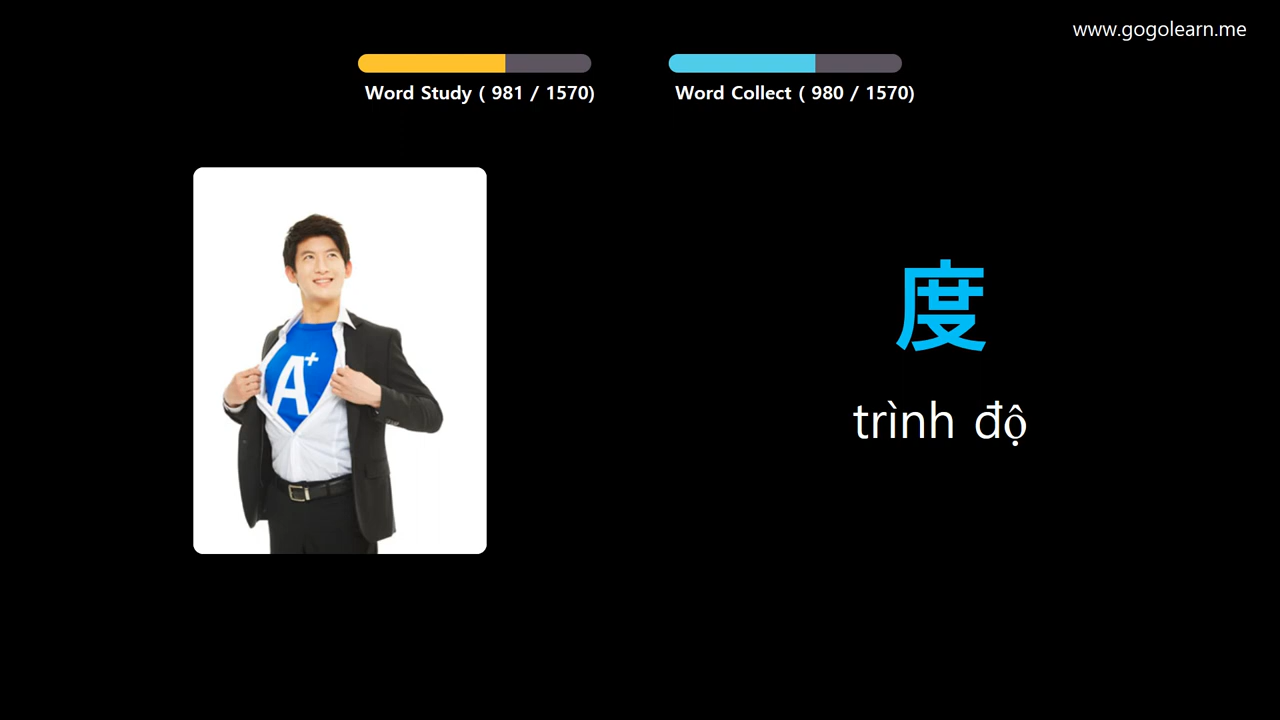 www.gogolearn.me
Word Study ( 981 / 1570)
Word Collect ( 980 / 1570)
A+
度
trình độ